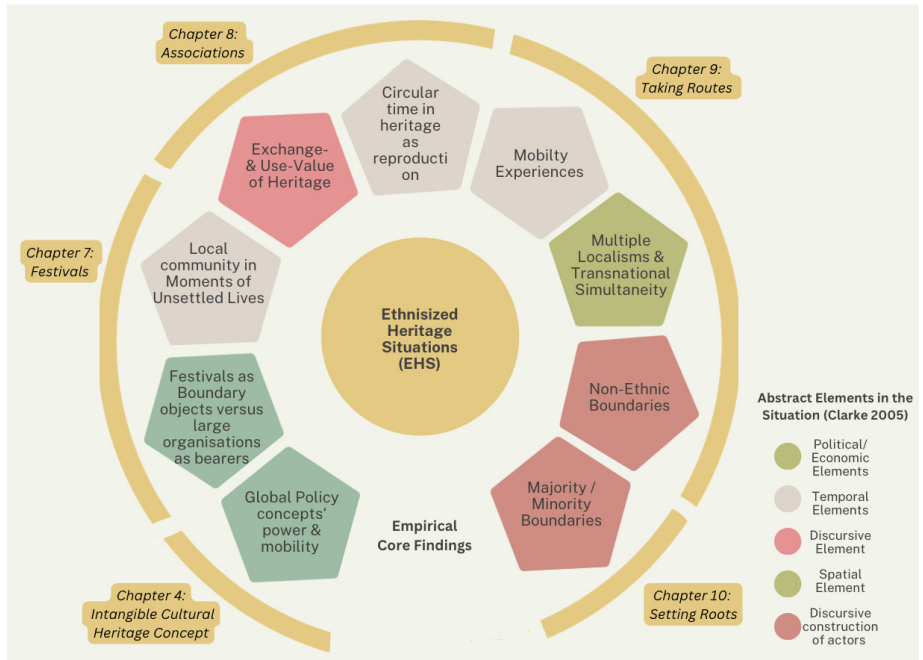 Chapter 8:
Associations
Chapter 9:
Taking Routes
Circular
time in
heritage
as
reproducti
on
Exchange-
& Use-Value
of Heritage
Mobilty
Experiences
Chapter 7:
Festivals
Local
community in
Moments of
Unsettled Lives
Multiple
Localisms &
Transnational
Simultaneity
Ethnisized
Heritage
Situations
(EHS)
Festivals as
Boundary
objects versus
large
organisations
as bearers
Non-Ethnic
Boundaries
Global Policy
concepts‘
power &
mobility
Majority /
Minority
Boundaries
Empirical
Core Findings
Chapter 4:
Intangible Cultural
Heritage Concept
Chapter 10:
Setting Roots
Abstract Elements in the
Situation (Clarke 2005)
Political/
Economic
Elements
Temporal
Elements
Discursive
Element
Spatial
Element
Discursive
construction
of actors